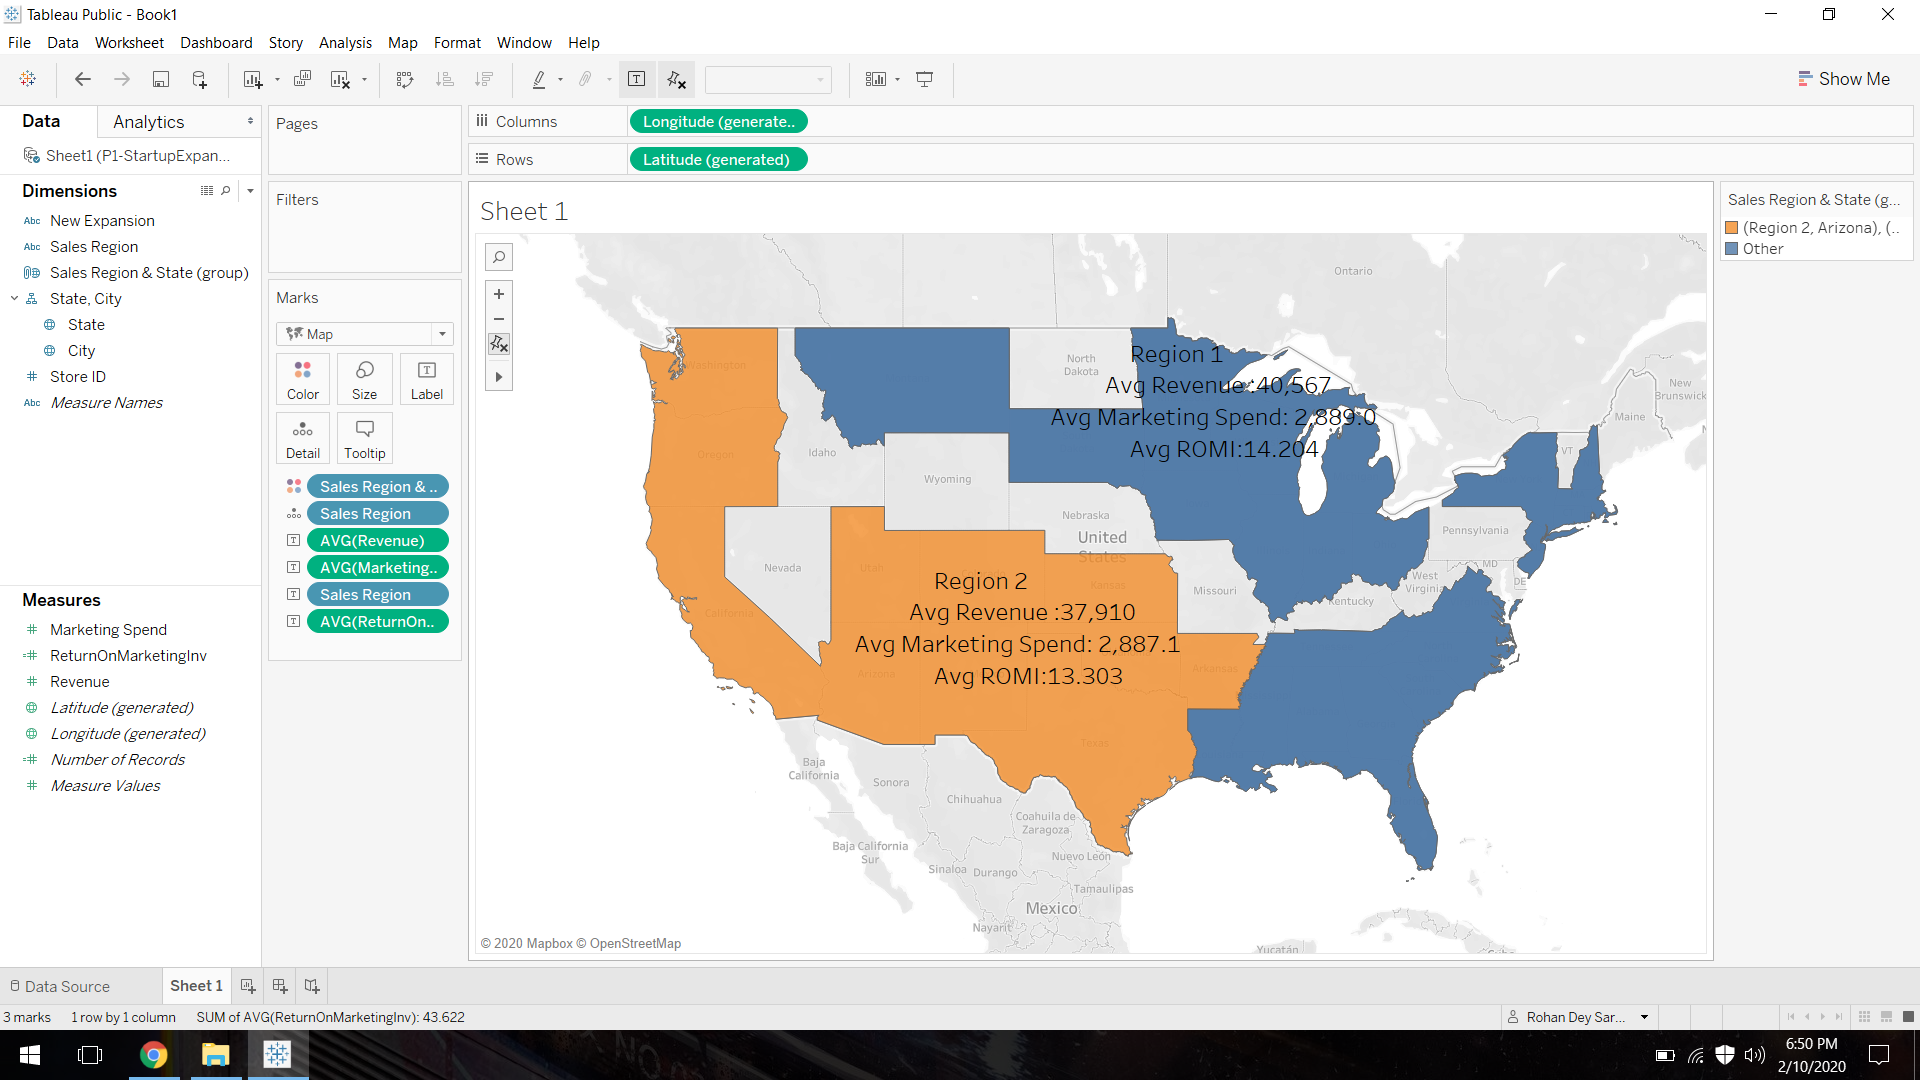 Tableau Public - Book1
File Data Worksheet Dashboard Story Analysis Map Format Window Help
Show Me
Data
Analytics
Sheet1 (P1-StartupExpan...
Dimensions
Abc New Expansion
Abc Sales Region
Sales Region & State (group)
State, City
State
City
# Store ID
Abc Measure Names
Measures
# Marketing Spend
=# ReturnOnMarketingInv
# Revenue
Latitude (generated)
Longitude (generated)
=# Number of Records
# Measure Values
Pages
Filters
Marks
Map
Color Size Label
Detail Tooltip
Sales Region & ..
Sales Region
AVG(Revenue)
AVG(Marketing..
Sales Region
AVG(ReturnOn..
Columns
Longitude (generate..
Rows
Latitude (generated)
Sheet 1
Ontario
New Brunswick
Maine
VT
Washington
Oregon
Idaho
North Dakota
Region 1
Avg Revenue :40,567
Avg Marketing Spend: 2,889.0
Avg ROMI:14.204
Wyoming
Nebraska
United States
Pennsylvania
MD
DE
West Virginia
Kentucky
Missouri
Nevada
Utah
Kansas
California
Region 2
Avg Revenue :37,910
Avg Marketing Spend: 2,887.1
Avg ROMI:13.303
Arizona
Arkansas
Texas
Baja California
Sonora
Chihuahua
Coahuila de Zaragoza
Baja California Sur
Sinaloa
Durango
Nuevo León
Tamaulipas
Mexico
Nayarit
Yucatán
Cuba
© 2020 Mapbox © OpenStreetMap
Sales Region & State (g...
(Region 2, Arizona), (..
Other
Data Source
Sheet 1
3 marks 1 row by 1 column SUM of AVG(ReturnOnMarketingInv): 43.622
Rohan Dey Sar...
6:50 PM
2/10/2020